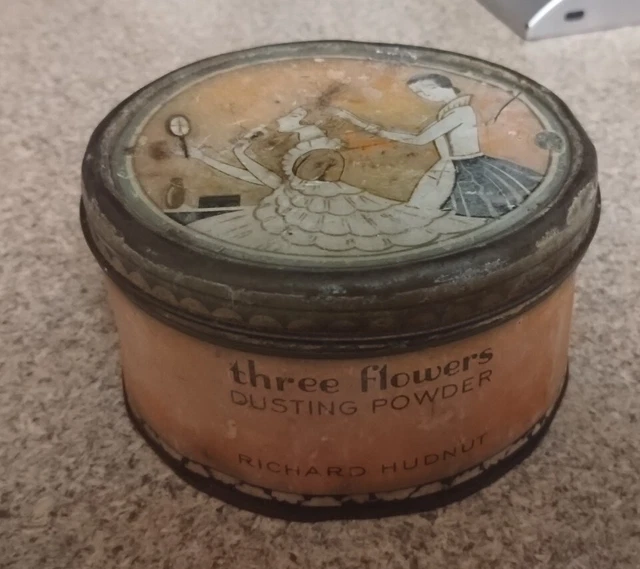 three flowers
DUSTING POWDER
RICHARD HUDNUT